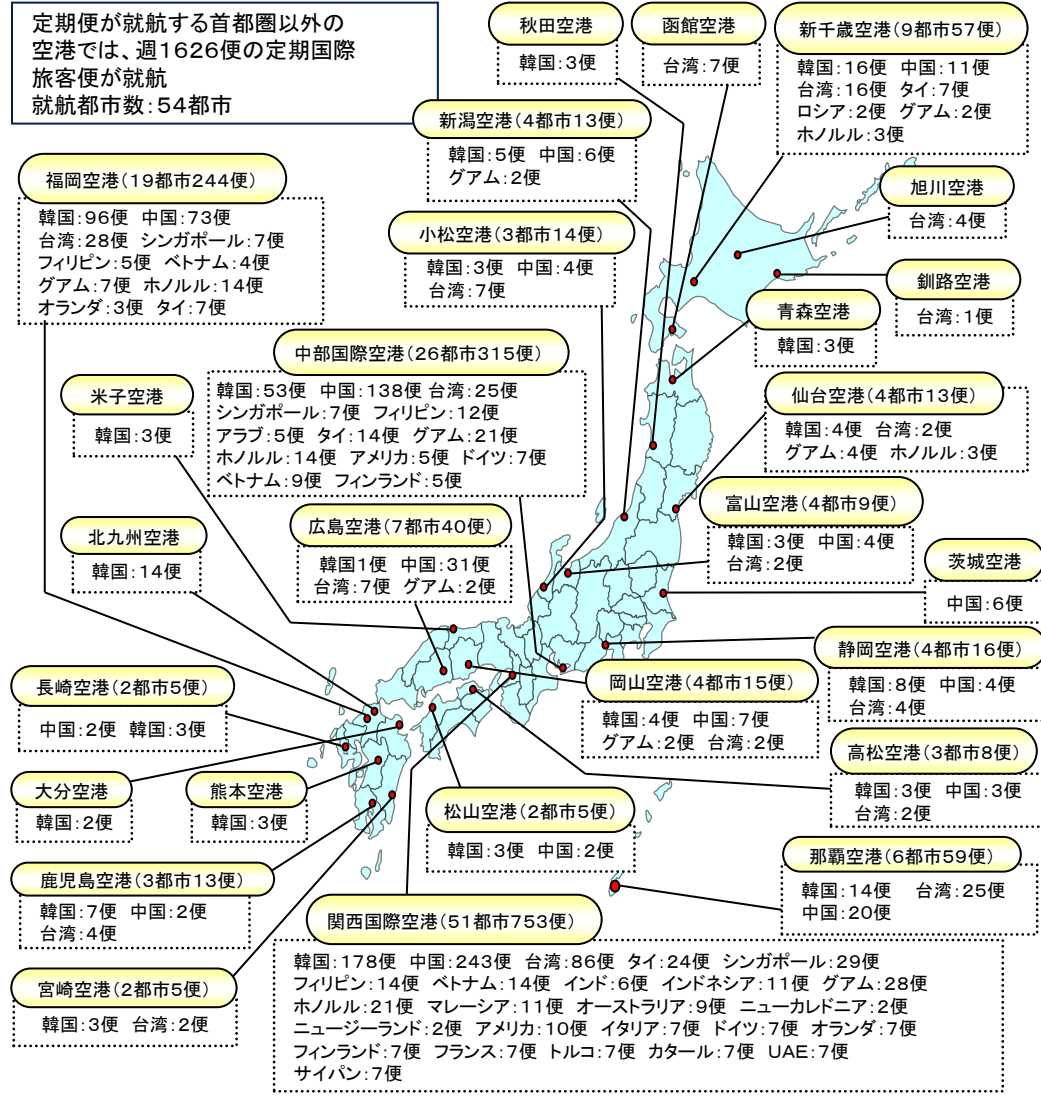 定期便が就航する首都圏以外の
空港では、週1626便の定期国際
旅客便が就航
就航都市数:54都市
秋田空港
韓国:3便
函館空港
台湾:7便
新千歳空港(9都市57便)
韓国:16便 中国:11便
台湾:16便 タイ:7便
ロシア:2便 グアム:2便
ホノルル:3便
新潟空港(4都市13便)
韓国:5便 中国:6便
グアム:2便
福岡空港(19都市244便)
韓国:96便 中国:73便
台湾:28便 シンガポール:7便
フィリピン:5便 ベトナム:4便
グアム:7便 ホノルル:14便
オランダ:3便 タイ:7便
小松空港(3都市14便)
韓国:3便 中国:4便
台湾:7便
旭川空港
台湾:4便
釧路空港
台湾:1便
青森空港
韓国:3便
中部国際空港(26都市315便)
韓国:53便 中国:138便 台湾:25便
シンガポール:7便 フィリピン:12便
アラブ:5便 タイ:14便 グアム:21便
ホノルル:14便 アメリカ:5便 ドイツ:7便
ベトナム:9便 フィンランド:5便
米子空港
韓国:3便
仙台空港(4都市13便)
韓国:4便 台湾:2便
グアム:4便 ホノルル:3便
富山空港(4都市9便)
韓国:3便 中国:4便
台湾:2便
北九州空港
韓国:14便
広島空港(7都市40便)
韓国1便 中国:31便
台湾:7便 グアム:2便
茨城空港
中国:6便
静岡空港(4都市16便)
韓国:8便 中国:4便
台湾:4便
長崎空港(2都市5便)
中国:2便 韓国:3便
岡山空港(4都市15便)
韓国:4便 中国:7便
グアム:2便 台湾:2便
高松空港(3都市8便)
韓国:3便 中国:3便
台湾:2便
大分空港
韓国:2便
熊本空港
韓国:3便
松山空港(2都市5便)
韓国:3便 中国:2便
那覇空港(6都市59便)
韓国:14便 台湾:25便
中国:20便
鹿児島空港(3都市13便)
韓国:7便 中国:2便
台湾:4便
関西国際空港(51都市753便)
韓国:178便 中国:243便 台湾:86便 タイ:24便 シンガポール:29便
フィリピン:14便 ベトナム:14便 インド:6便 インドネシア:11便 グアム:28便
ホノルル:21便 マレーシア:11便 オーストラリア:9便 ニューカレドニア:2便
ニュージーランド:2便 アメリカ:10便 イタリア:7便 ドイツ:7便 オランダ:7便
フィンランド:7便 フランス:7便 トルコ:7便 カタール:7便 UAE:7便
サイパン:7便
宮崎空港(2都市5便)
韓国:3便 台湾:2便